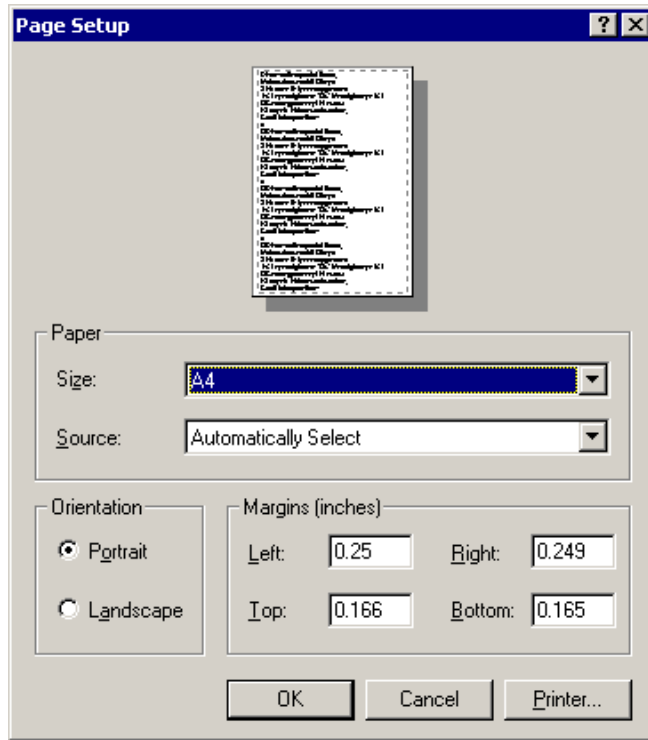 Page Setup
Paper
Size:
A4
Source:
Automatically Select
Orientation
Portrait
Landscape
Margins (inches)
Left:
0.25
Right:
0.249
Top:
0.166
Bottom:
0.165
OK
Cancel
Printer...